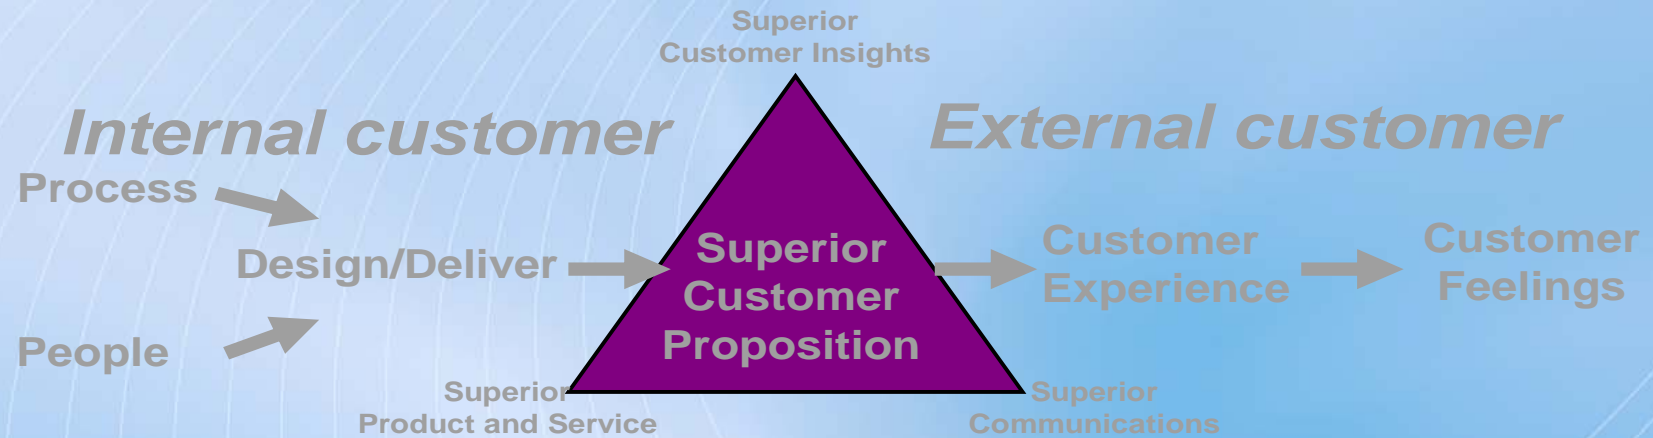 Superior
Customer Insights
Internal customer
External customer
Process
Design/Deliver
People
Superior
Customer
Proposition
Customer
Experience
Customer
Feelings
Superior
Product and Service
Superior
Communications